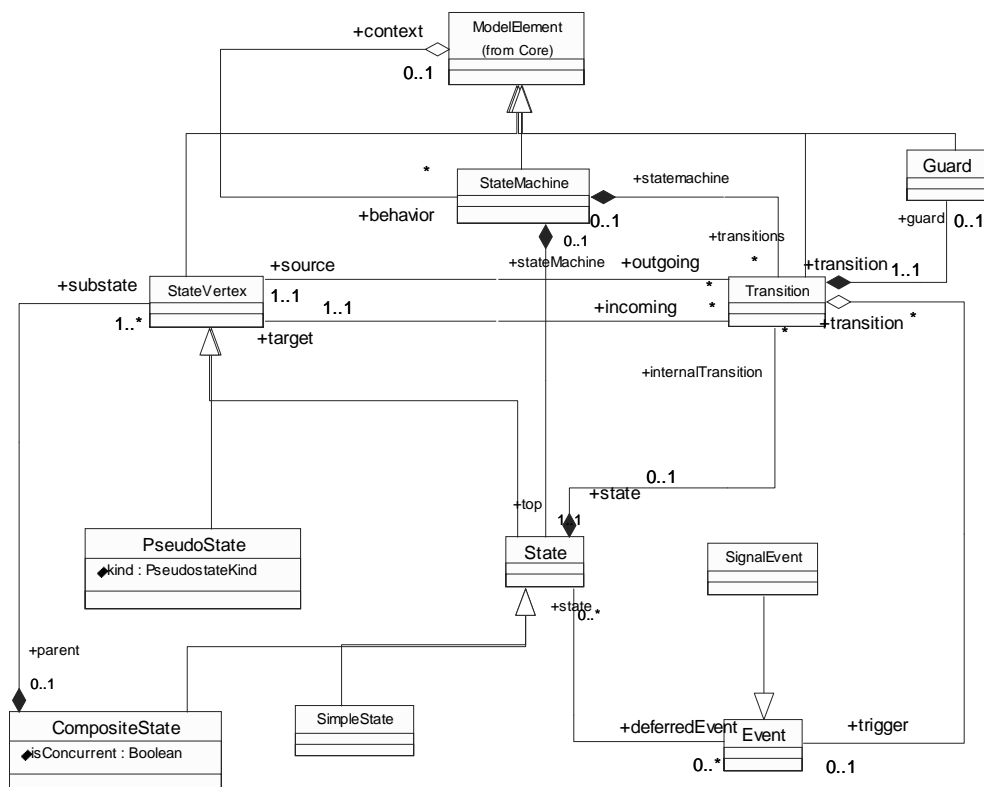 ModelElement
(from Core)
+context
0..1
*
StateMachine
+behavior
+statemachine
0..1
0..1
+stateMachine
+transitions
*
Guard
+guard
0..1
+substate
1..*
StateVertex
+source
1..1
1..1
+target
+outgoing
*
+incoming
*
Transition
+transition
1..1
+transition
*
*
+internalTransition
0..1
+state
+top
1..1
PseudoState
kind : PseudostateKind
State
+state
0..*
SignalEvent
+parent
0..1
CompositeState
isConcurrent : Boolean
SimpleState
+deferredEvent
0..*
Event
+trigger
0..1